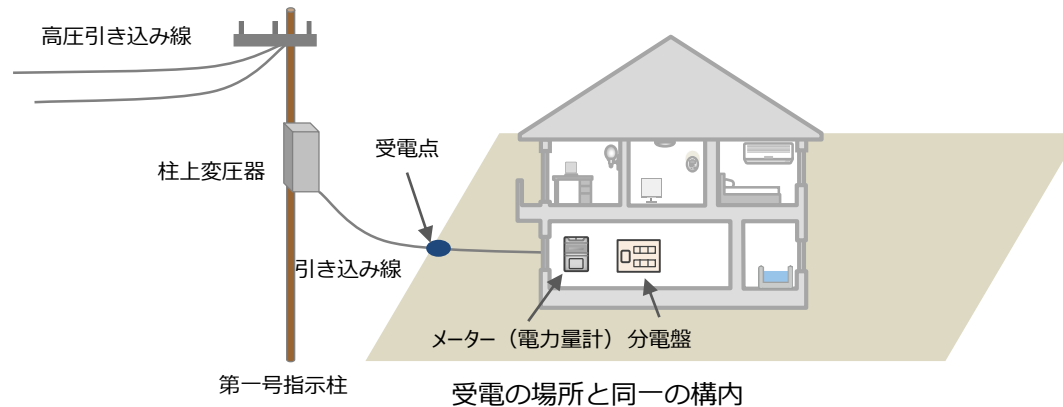 高圧引き込み線
柱上変圧器
受電点
引き込み線
メーター（電力量計）
分電盤
第一号指示柱
受電の場所と同一の構内